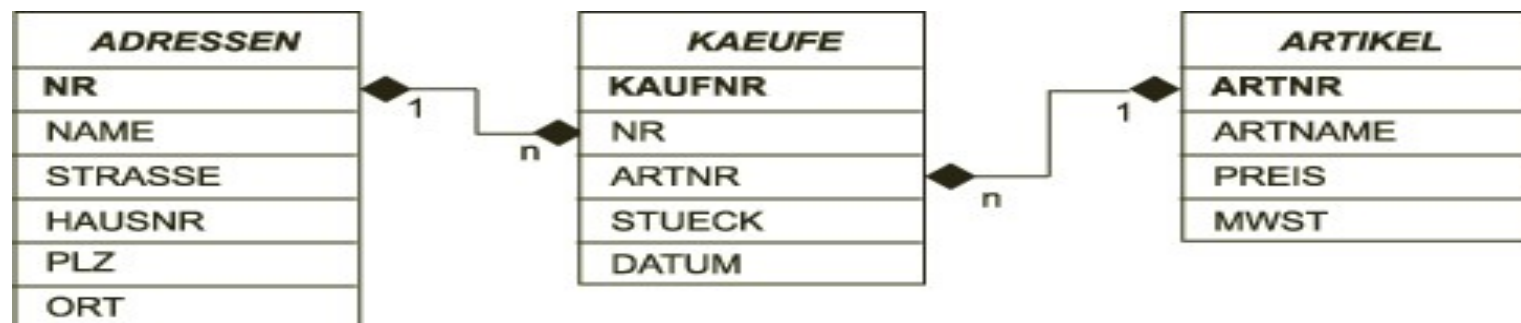 ADRESSEN
NR
NAME
STRASSE
HAUSNR
PLZ
ORT
1
n
KAEUFE
KAUFNR
NR
ARTNR
STUECK
DATUM
n
1
ARTIKEL
ARTNR
ARTNAME
PREIS
MWST